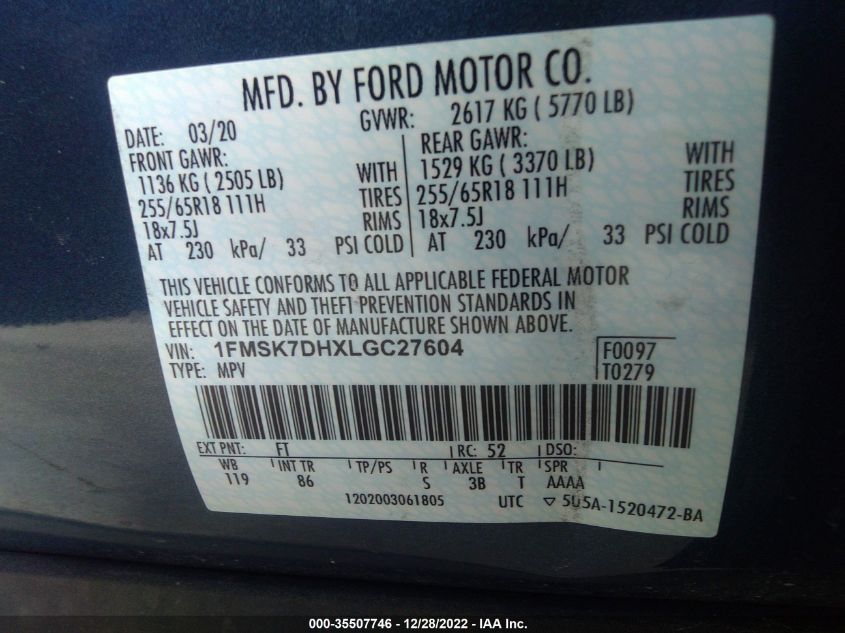 MFD. BY FORD MOTOR CO.
DATE: 03/20 GVWR: 2617 KG ( 5770 LB)
FRONT GAWR: REAR GAWR:
1136 KG ( 2505 LB) WITH 1529 KG ( 3370 LB) WITH
255/65R18 111H TIRES 255/65R18 111H TIRES
18x7.5J RIMS 18x7.5J RIMS
AT 230 kPa/ 33 PSI COLD AT 230 kPa/ 33 PSI COLD
THIS VEHICLE CONFORMS TO ALL APPLICABLE FEDERAL MOTOR
VEHICLE SAFETY AND THEFT PREVENTION STANDARDS IN
EFFECT ON THE DATE OF MANUFACTURE SHOWN ABOVE.
VIN: 1FMSK7DHXLGC27604 F0097
TYPE: MPV T0279
EXT PNT: FT RC: 52 DSO:
WB INT TR TP/PS R AXLE TR SPR
119 86 S 3B T AAAA
1202003061805 UTC ▽ 5U5A-1520472-BA
000-35507746 - 12/28/2022 - IAA Inc.